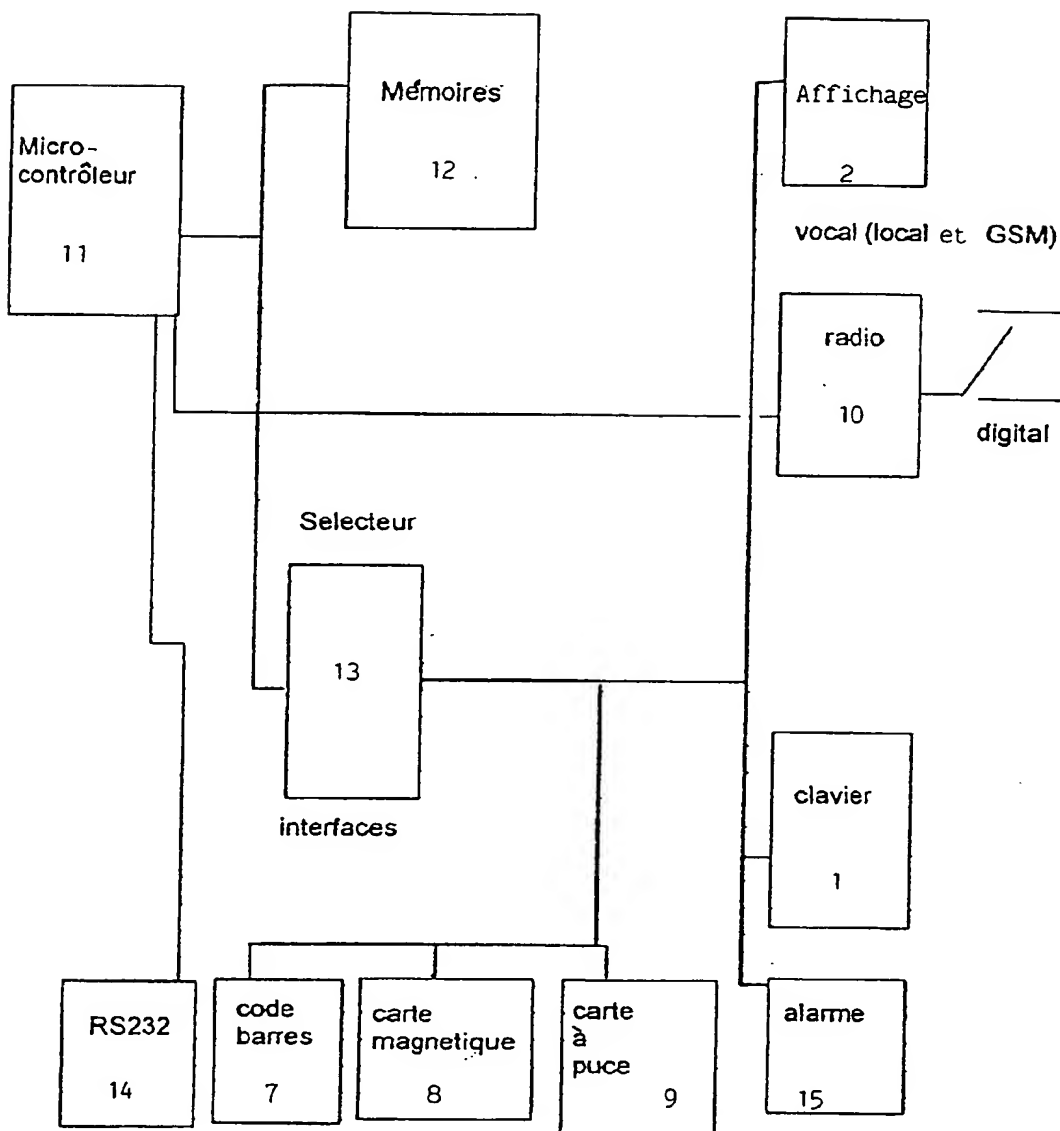 Mémoires
12
Affichage
2
Micro-
contrôleur
11
vocal (local et GSM)
radio
10
digital
Selecteur
13
interfaces
clavier
1
RS232
14
code
barres
7
carte
magnetique
8
carte
à
puce
9
alarme
15